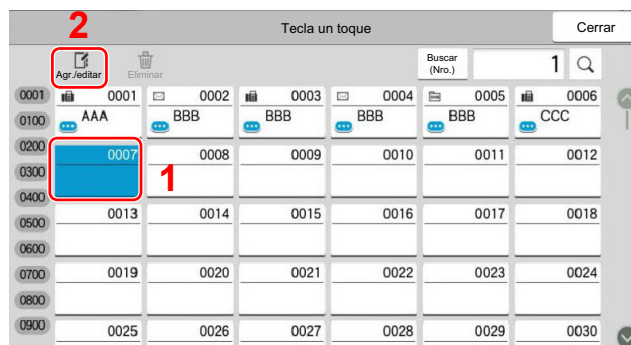 2
Tecla un toque
Cerrar
Agr./editar
Eliminar
Buscar
(Nro.)
1
0001
0100
0200
0300
0400
0500
0600
0700
0800
0900
0001 0002 0003 0004 0005 0006
AAA BBB BBB BBB BBB CCC
0007 0008 0009 0010 0011 0012
1
0013 0014 0015 0016 0017 0018
0019 0020 0021 0022 0023 0024
0025 0026 0027 0028 0029 0030